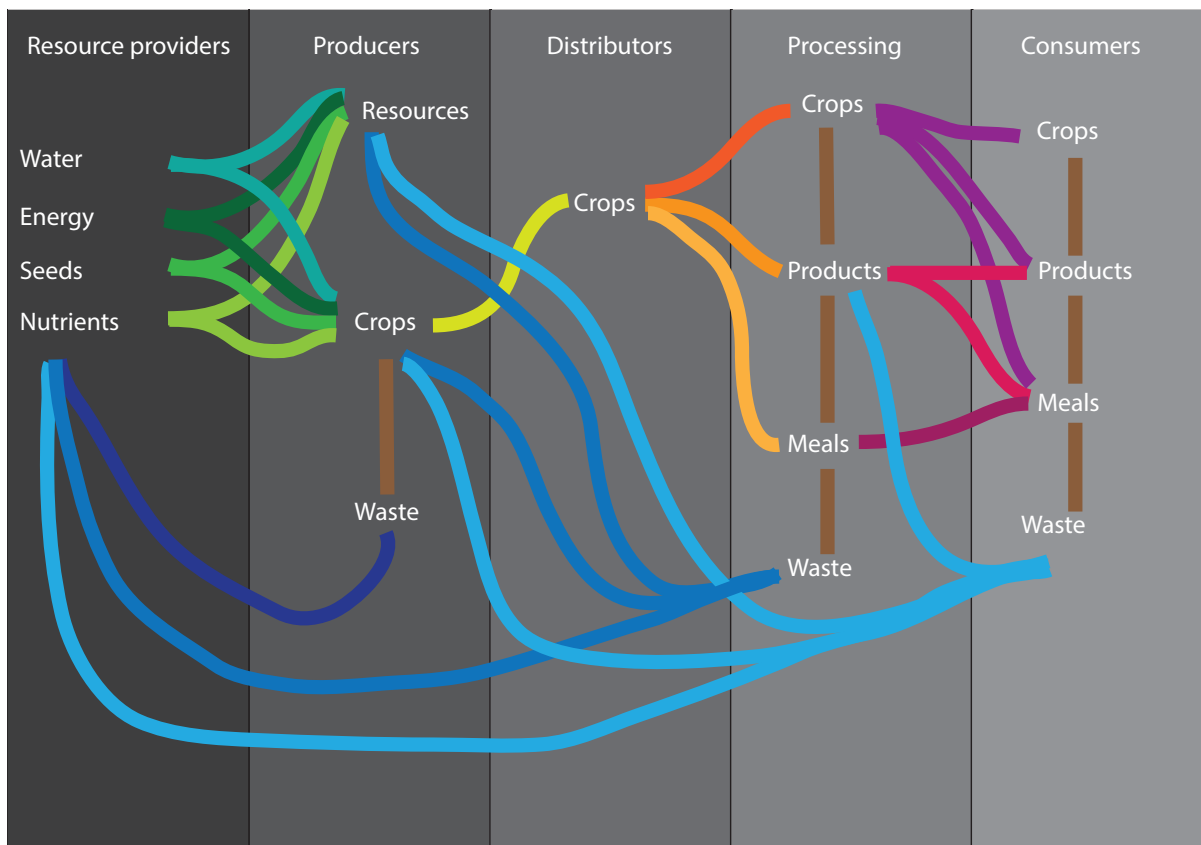 Resource providers
Producers
Distributors
Processing
Consumers
Water
Energy
Seeds
Nutrients
Resources
Crops
Waste
Crops
Crops
Products
Meals
Waste
Crops
Products
Meals
Waste